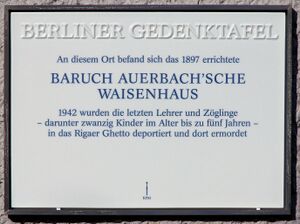 BERLINER GEDENKTAFEL
An diesem Ort befand sich das 1897 errichtete
BARUCH AUERBACH'SCHE
WAISENHAUS
1942 wurden die letzten Lehrer und Zöglinge
– darunter zwanzig Kinder im Alter bis zu fünf Jahren –
in das Rigaer Ghetto deportiert und dort ermordet
KPM